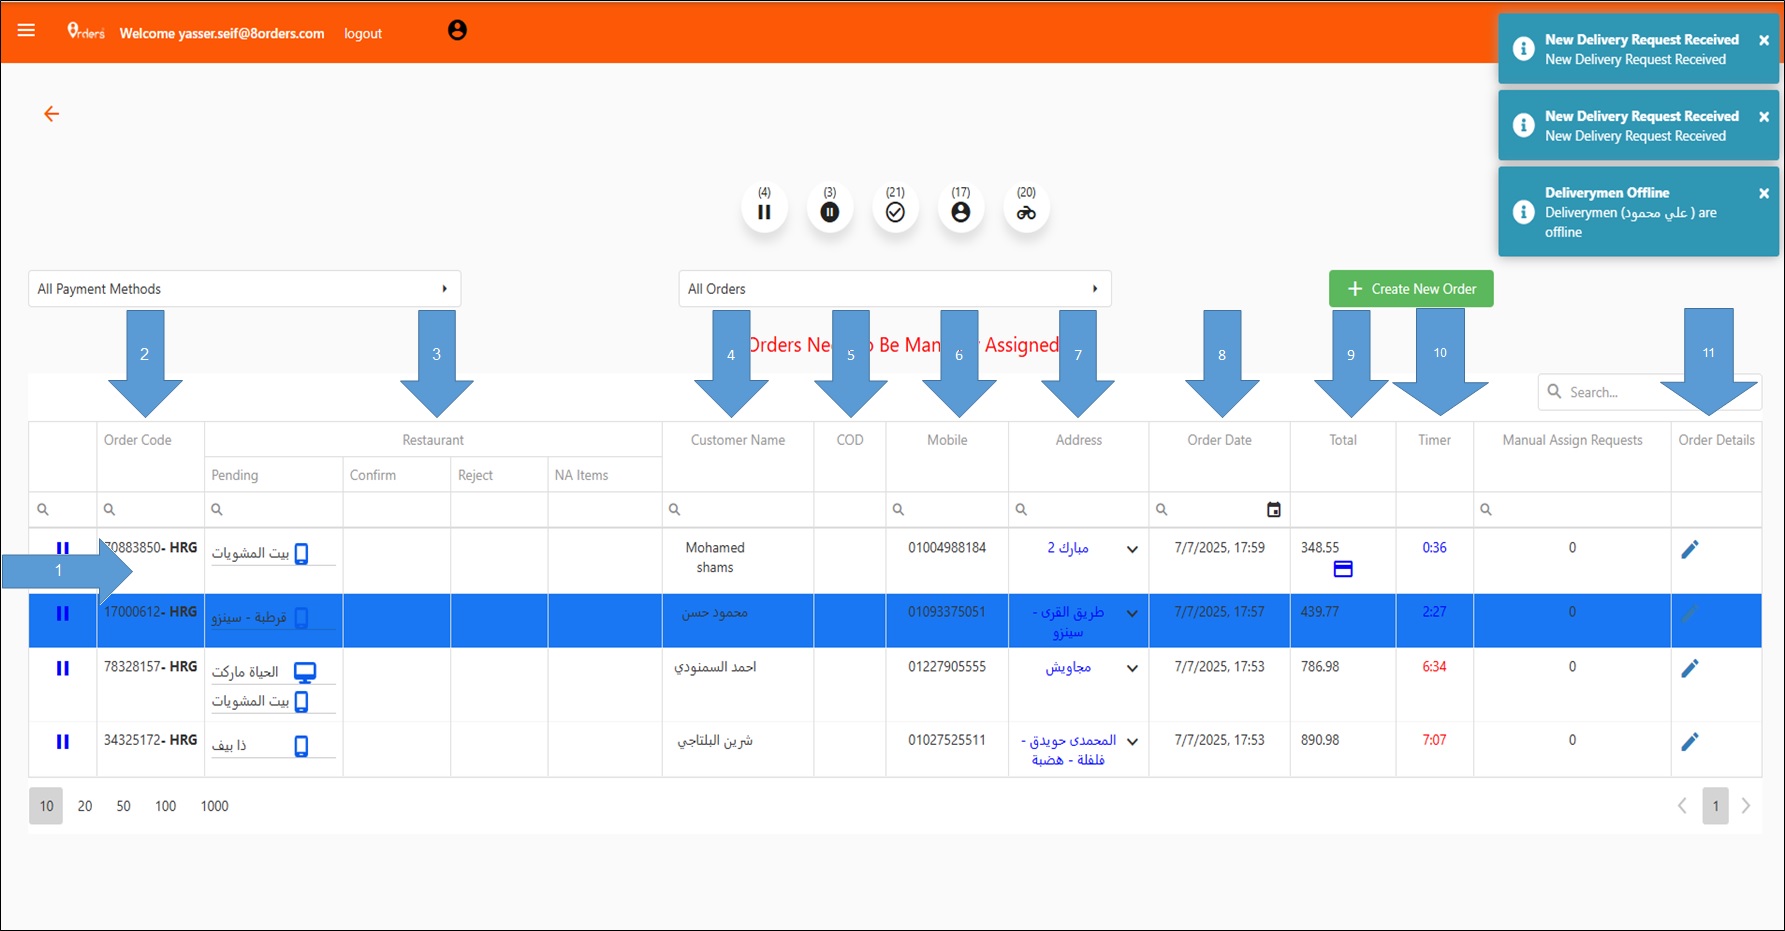 8rders Welcome yasser.seif@8orders.com logout
New Delivery Request Received
New Delivery Request Received
New Delivery Request Received
New Delivery Request Received
Deliverymen Offline
Deliverymen (علي محمود ) are
offline
(4) (3) (21) (17) (20)
All Payment Methods All Orders Create New Order
2 3 4 5 6 7 8 9 10 11
Orders Ne Be Man Assigned
Search...
Order Code Restaurant Customer Name COD Mobile Address Order Date Total Timer Manual Assign Requests Order Details
Pending Confirm Reject NA Items
1
70883850- HRG بيت المشويات Mohamed shams 01004988184 مبارك 2 7/7/2025, 17:59 348.55 0:36 0
17000612- HRG قرطبة - سينزو محمود حسن 01093375051 طريق القرى - سينزو 7/7/2025, 17:57 439.77 2:27 0
78328157- HRG الحياة ماركت احمد السمنودي 01227905555 مجاويش 7/7/2025, 17:53 786.98 6:34 0
بيت المشويات
34325172- HRG ذا بيف شرين البلتاجي 01027525511 المحمدى حويدق - فلفلة - هضبة 7/7/2025, 17:53 890.98 7:07 0
10 20 50 100 1000 1